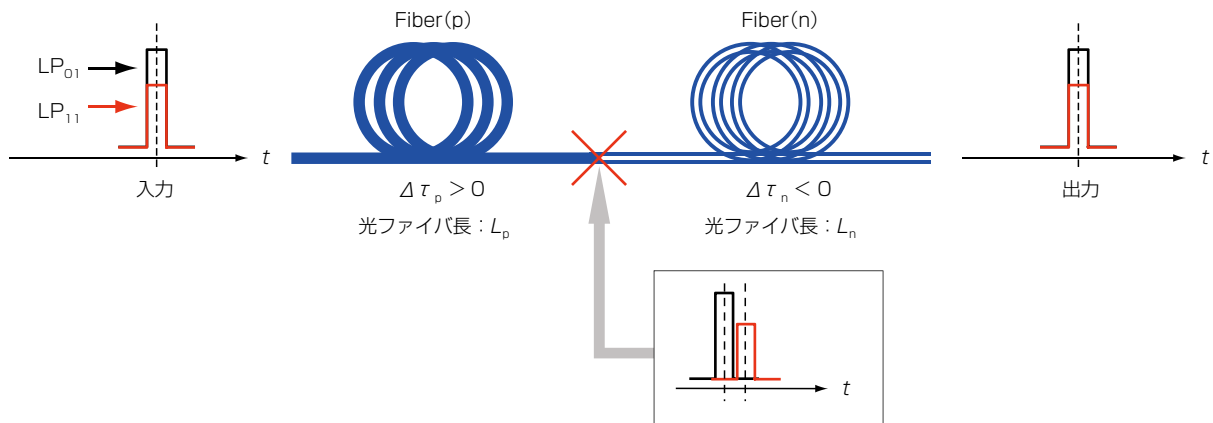 Fiber(p)
Fiber(n)
LP01
LP11
t
入力
Δτp > 0
光ファイバ長：Lp
Δτn < 0
光ファイバ長：Ln
t
出力
t